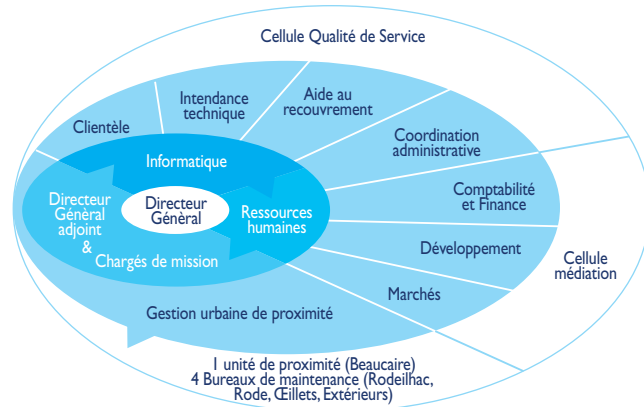 Cellule Qualité de Service
Intendance
technique
Aide au
recouvrement
Clientèle
Coordination
administrative
Informatique
Directeur
Général
adjoint
&
Chargés de mission
Directeur
Général
Ressources
humaines
Comptabilité
et Finance
Développement
Cellule
médiation
Marchés
Gestion urbaine de proximité
1 unité de proximité (Beaucaire)
4 Bureaux de maintenance (Rodeilhac,
Rode, Œillets, Extérieurs)